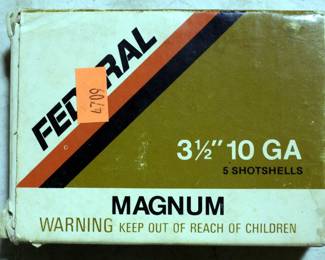 FEDERAL
4709
3½" 10 GA
5 SHOTSHELLS
MAGNUM
WARNING KEEP OUT OF REACH OF CHILDREN